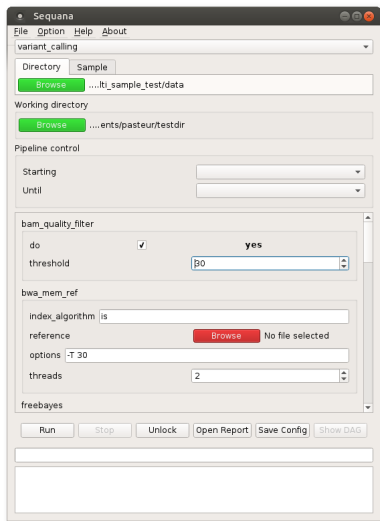 Sequana
File Option Help About
variant_calling
Directory Sample
Browse ....lti_sample_test/data
Working directory
Browse ....ents/pasteur/testdir
Pipeline control
Starting
Until
bam_quality_filter
do yes
threshold 30
bwa_mem_ref
index_algorithm is
reference Browse No file selected
options -T 30
threads 2
freebayes
Run Stop Unlock Open Report Save Config Show DAG